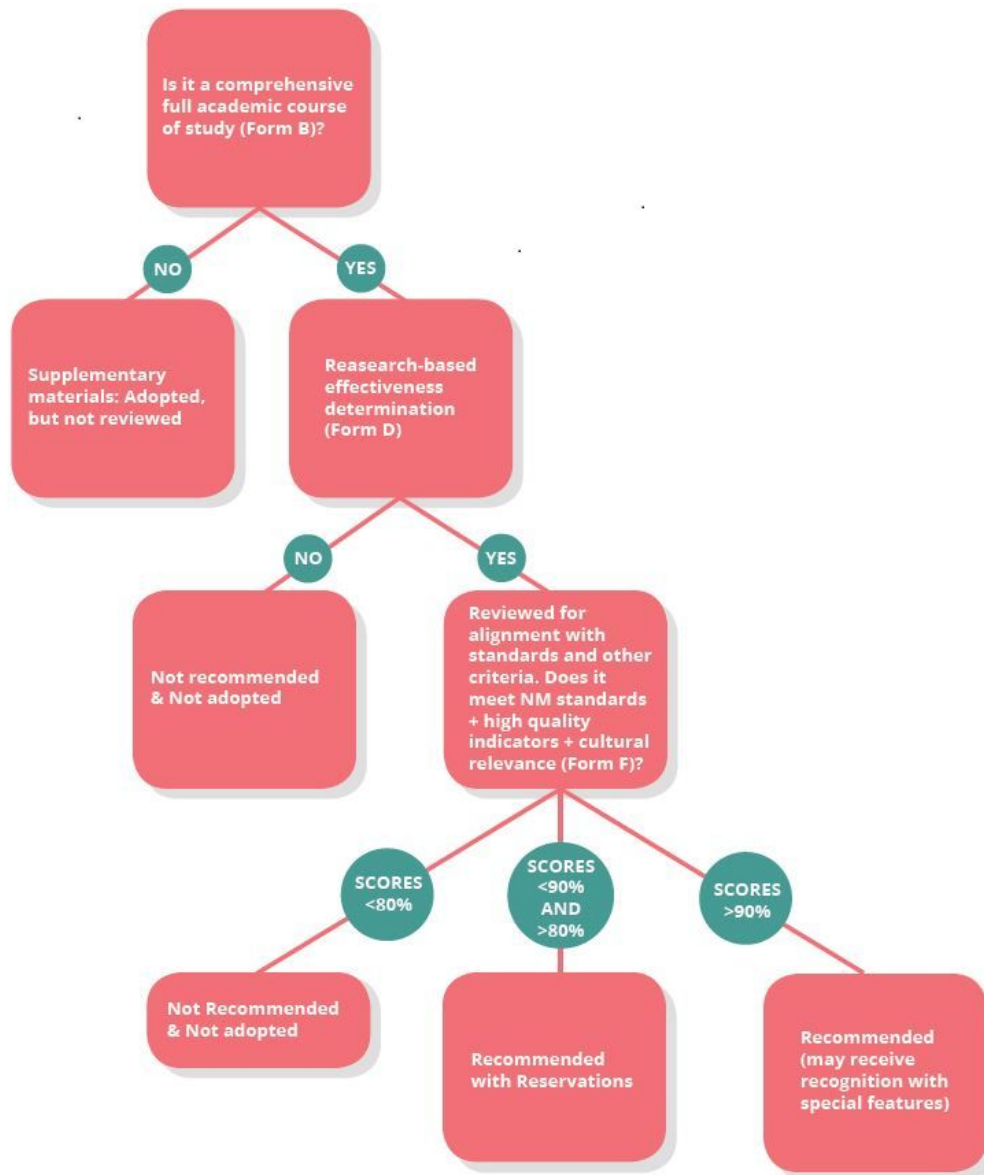 Is it a comprehensive
full academic course
of study (Form B)?
NO
YES
Supplementary
materials: Adopted,
but not reviewed
Reasearch-based
effectiveness
determination
(Form D)
NO
YES
Not recommended
& Not adopted
Reviewed for
alignment with
standards and other
criteria. Does it
meet NM standards
+ high quality
indicators + cultural
relevance (Form F)?
SCORES
<80%
SCORES
<90%
AND
>80%
SCORES
>90%
Not Recommended
& Not adopted
Recommended
with Reservations
Recommended
(may receive
recognition with
special features)